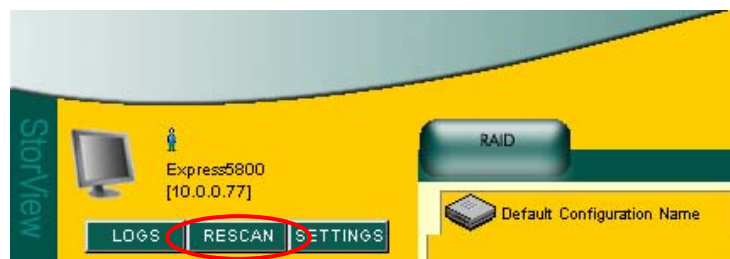 StorView
Express5800
[10.0.0.77]
LOGS RESCAN SETTINGS
RAID
Default Configuration Name